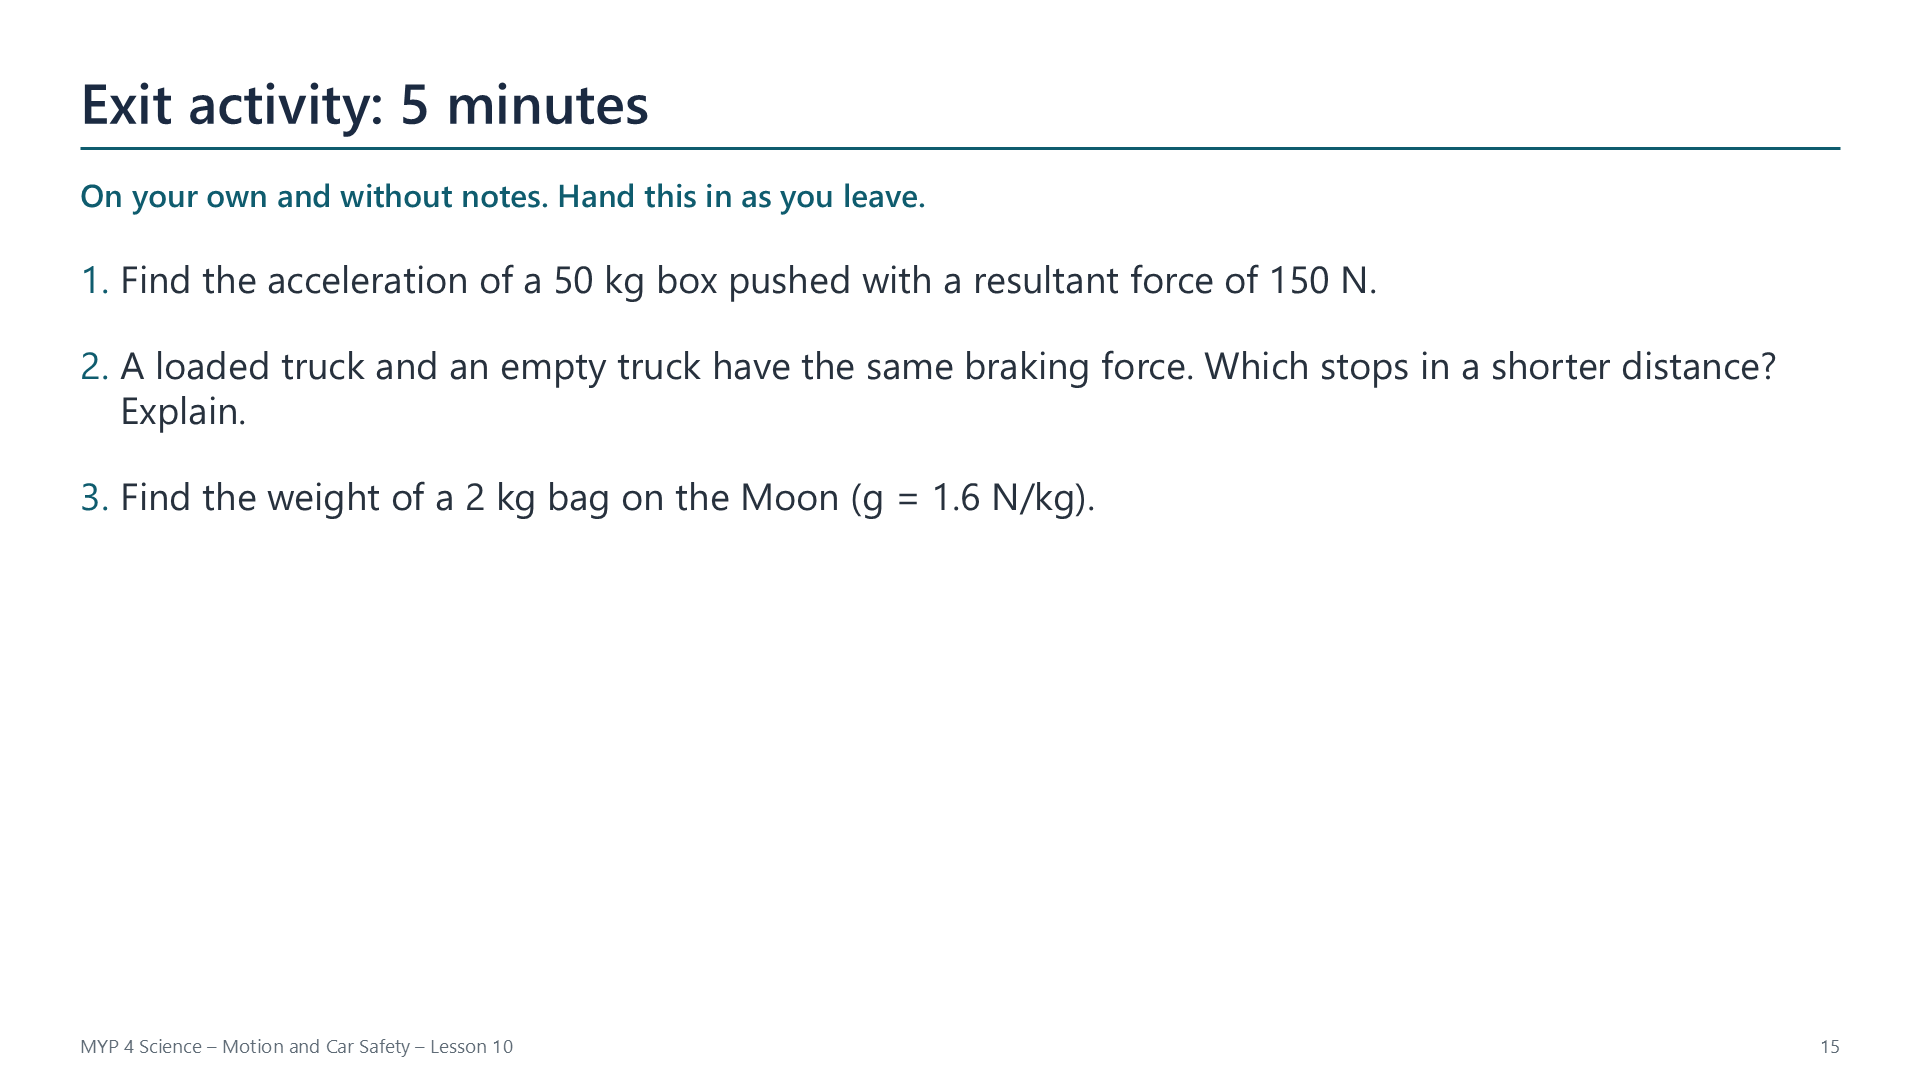 Exit activity: 5 minutes
On your own and without notes. Hand this in as you leave.
1. Find the acceleration of a 50 kg box pushed with a resultant force of 150 N.
2. A loaded truck and an empty truck have the same braking force. Which stops in a shorter distance?
Explain.
3. Find the weight of a 2 kg bag on the Moon (g = 1.6 N/kg).
MYP 4 Science – Motion and Car Safety – Lesson 10
15